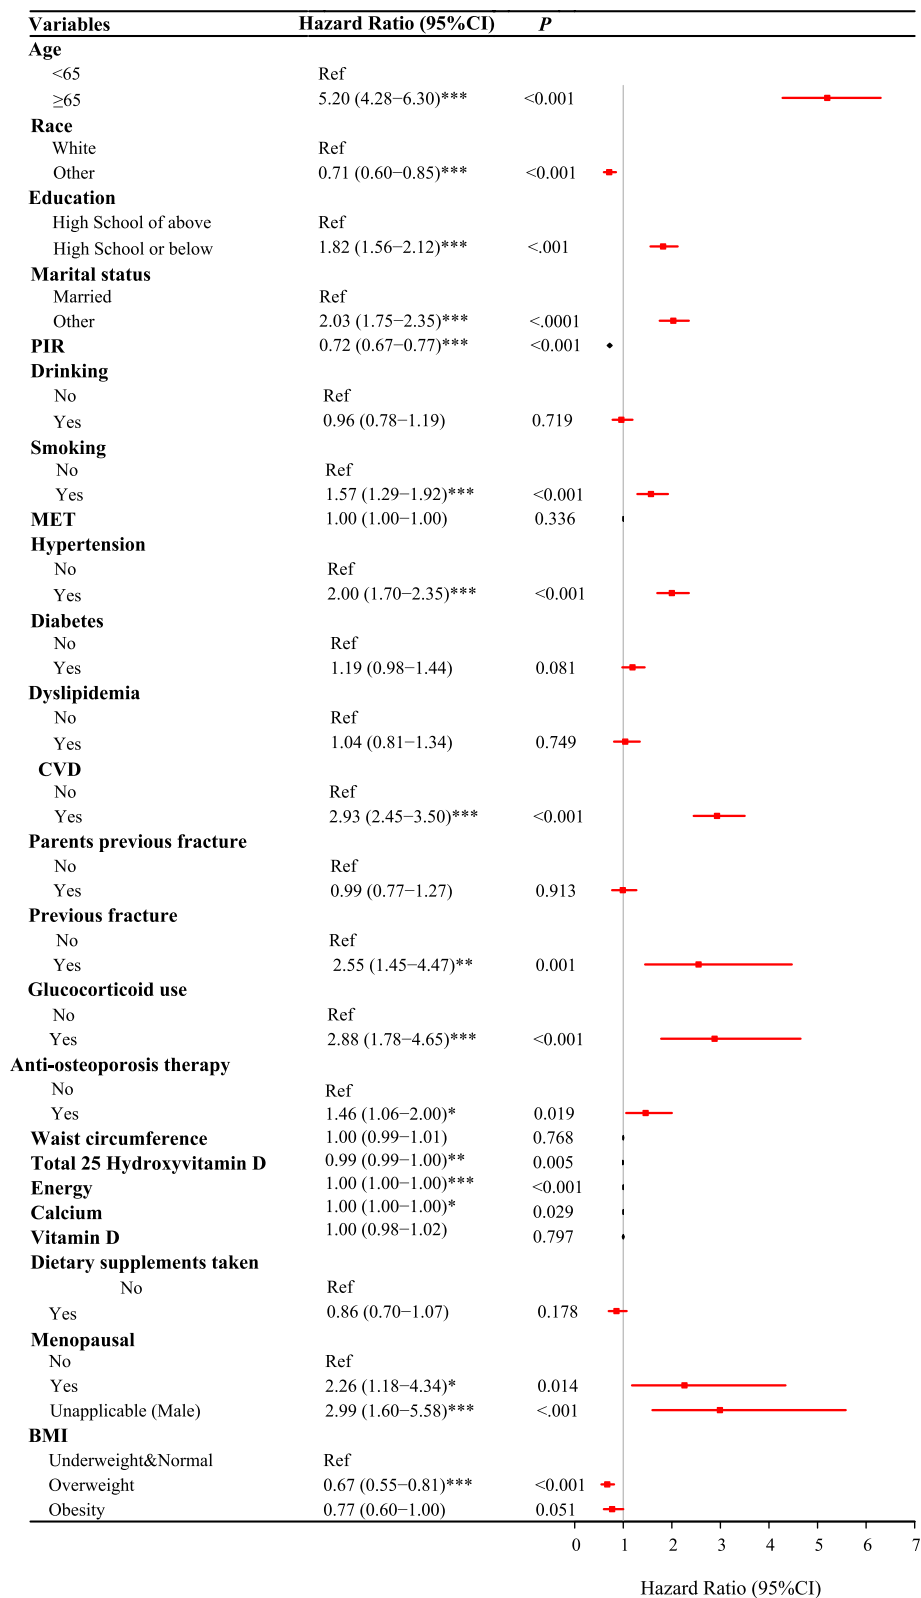 Variables Hazard Ratio (95%CI) P
Age
<65 Ref
≥65 5.20 (4.28−6.30)*** <0.001
Race
White Ref
Other 0.71 (0.60−0.85)*** <0.001
Education
High School of above Ref
High School or below 1.82 (1.56−2.12)*** <.001
Marital status
Married Ref
Other 2.03 (1.75−2.35)*** <.0001
PIR 0.72 (0.67−0.77)*** <0.001
Drinking
No Ref
Yes 0.96 (0.78−1.19) 0.719
Smoking
No Ref
Yes 1.57 (1.29−1.92)*** <0.001
MET 1.00 (1.00−1.00) 0.336
Hypertension
No Ref
Yes 2.00 (1.70−2.35)*** <0.001
Diabetes
No Ref
Yes 1.19 (0.98−1.44) 0.081
Dyslipidemia
No Ref
Yes 1.04 (0.81−1.34) 0.749
CVD
No Ref
Yes 2.93 (2.45−3.50)*** <0.001
Parents previous fracture
No Ref
Yes 0.99 (0.77−1.27) 0.913
Previous fracture
No Ref
Yes 2.55 (1.45−4.47)** 0.001
Glucocorticoid use
No Ref
Yes 2.88 (1.78−4.65)*** <0.001
Anti-osteoporosis therapy
No Ref
Yes 1.46 (1.06−2.00)* 0.019
Waist circumference 1.00 (0.99−1.01) 0.768
Total 25 Hydroxyvitamin D 0.99 (0.99−1.00)** 0.005
Energy 1.00 (1.00−1.00)*** <0.001
Calcium 1.00 (1.00−1.00)* 0.029
Vitamin D 1.00 (0.98−1.02) 0.797
Dietary supplements taken
No Ref
Yes 0.86 (0.70−1.07) 0.178
Menopausal
No Ref
Yes 2.26 (1.18−4.34)* 0.014
Unapplicable (Male) 2.99 (1.60−5.58)*** <.001
BMI
Underweight&Normal Ref
Overweight 0.67 (0.55−0.81)*** <0.001
Obesity 0.77 (0.60−1.00) 0.051
0 1 2 3 4 5 6 7
Hazard Ratio (95%CI)